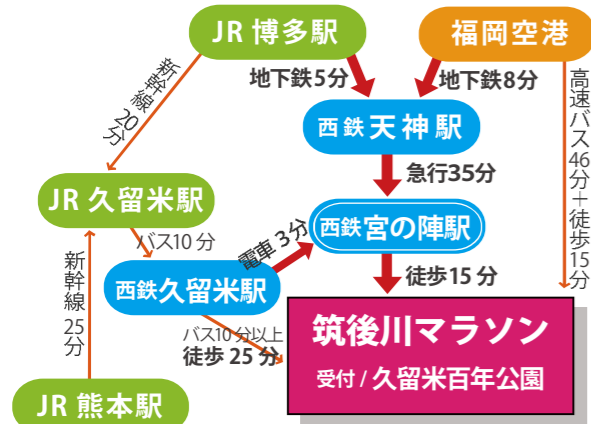 JR 博多駅
福岡空港
新幹線 20分
地下鉄5分
地下鉄8分
高速バス46分＋徒歩15分
西鉄 天神駅
急行35分
JR 久留米駅
バス10 分
電車 3分
西鉄 宮の陣駅
西鉄 久留米駅
徒歩15 分
新幹線 25分
バス10 分以上
徒歩 25 分
筑後川マラソン
受付 / 久留米百年公園
JR 熊本駅